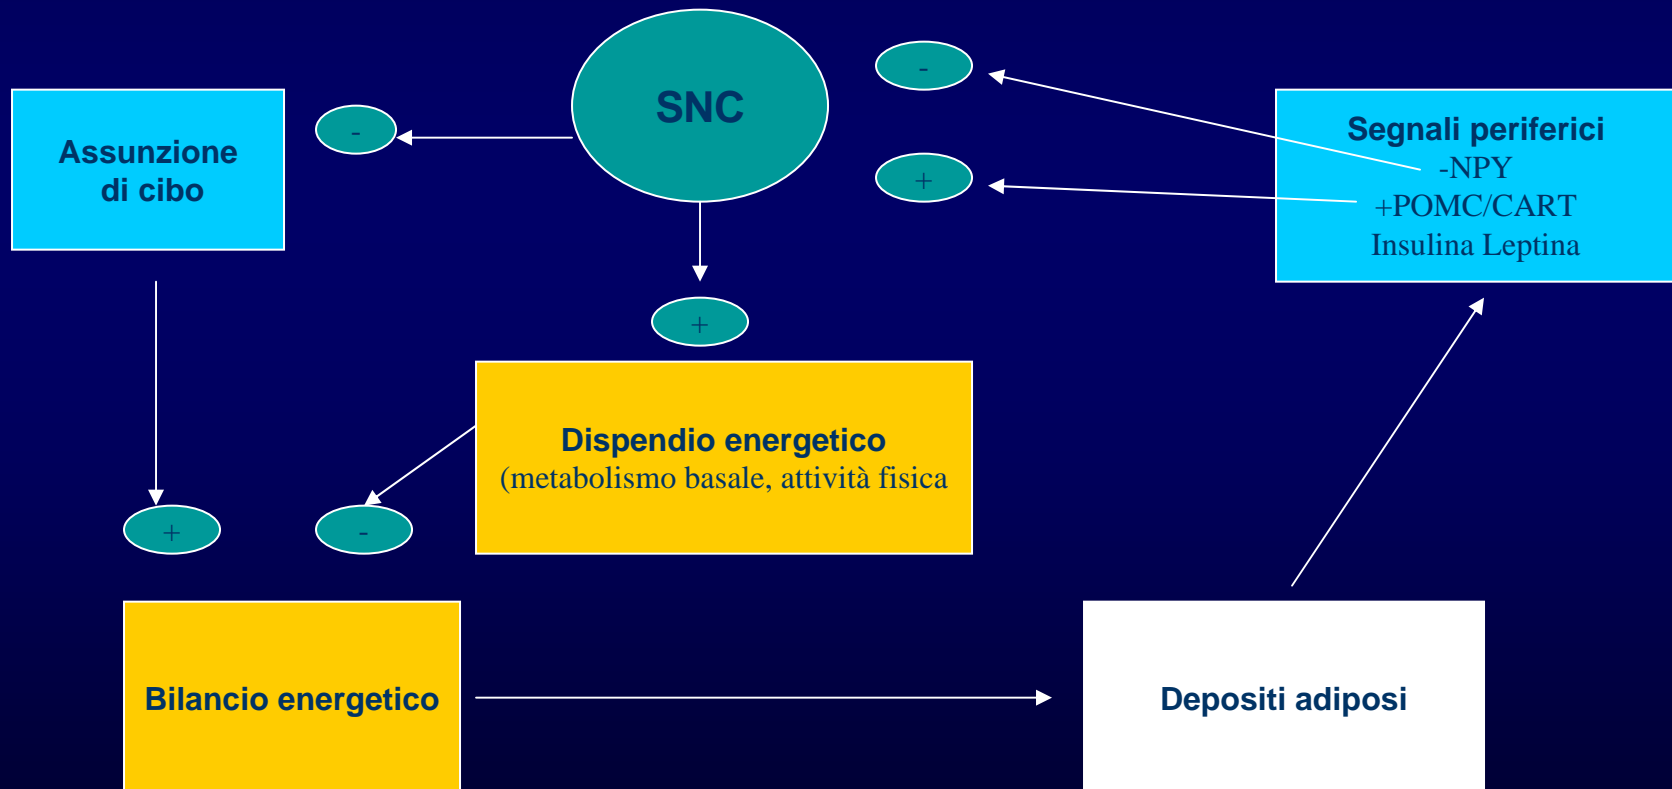 SNC
-
-
+
+
+
-
Assunzione
di cibo
Segnali periferici
-NPY
+POMC/CART
Insulina Leptina
Dispendio energetico
(metabolismo basale, attività fisica
Bilancio energetico
Depositi adiposi